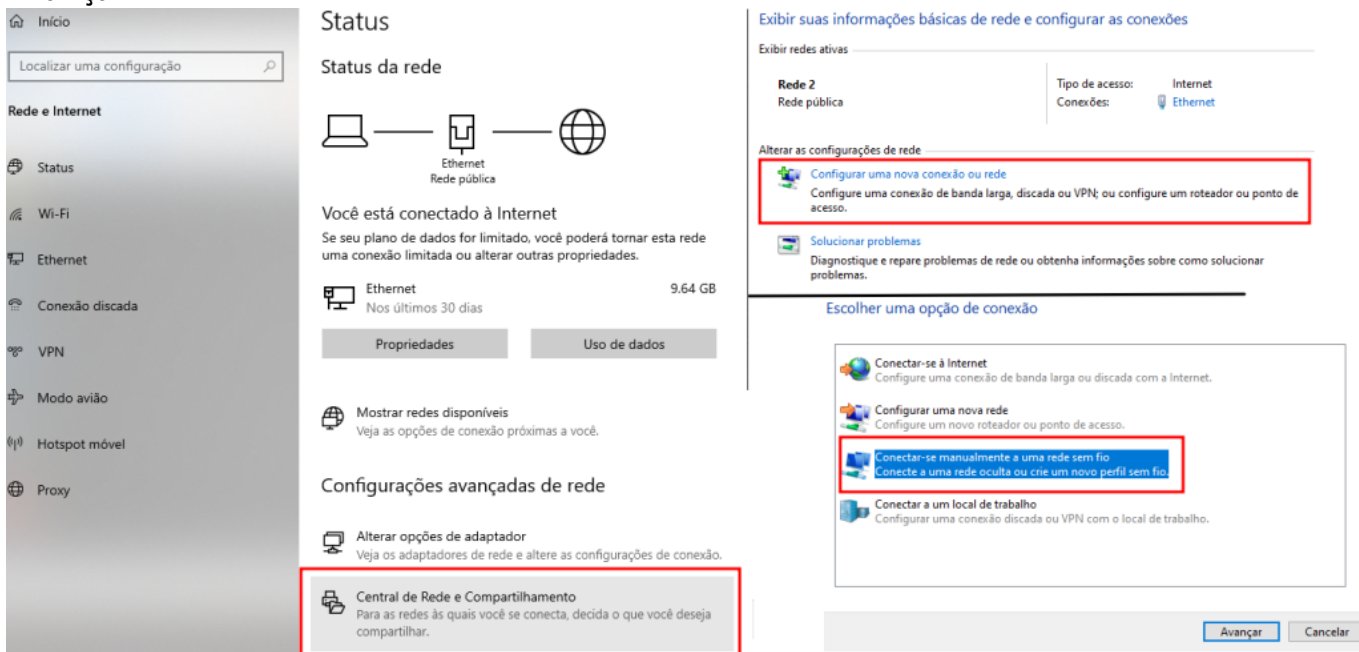 Início
Localizar uma configuração
Rede e Internet
Status
Wi-Fi
Ethernet
Conexão discada
VPN
Modo avião
Hotspot móvel
Proxy
Status
Status da rede
Ethernet
Rede pública
Você está conectado à Internet
Se seu plano de dados for limitado, você poderá tornar esta rede
uma conexão limitada ou alterar outras propriedades.
Ethernet 9.64 GB
Nos últimos 30 dias
Propriedades Uso de dados
Mostrar redes disponíveis
Veja as opções de conexão próximas a você.
Configurações avançadas de rede
Alterar opções de adaptador
Veja os adaptadores de rede e altere as configurações de conexão.
Central de Rede e Compartilhamento
Para as redes às quais você se conecta, decida o que você deseja
compartilhar.
Exibir suas informações básicas de rede e configurar as conexões
Exibir redes ativas
Rede 2 Tipo de acesso: Internet
Rede pública Conexões: Ethernet
Alterar as configurações de rede
Configurar uma nova conexão ou rede
Configure uma conexão de banda larga, discada ou VPN; ou configure um roteador ou ponto de
acesso.
Solucionar problemas
Diagnostique e repare problemas de rede ou obtenha informações sobre como solucionar
problemas.
Escolher uma opção de conexão
Conectar-se à Internet
Configure uma conexão de banda larga ou discada com a Internet.
Configurar uma nova rede
Configure um novo roteador ou ponto de acesso.
Conectar-se manualmente a uma rede sem fio
Conecte a uma rede oculta ou crie um novo perfil sem fio.
Conectar a um local de trabalho
Configurar uma conexão discada ou VPN com o local de trabalho.
Avançar Cancelar